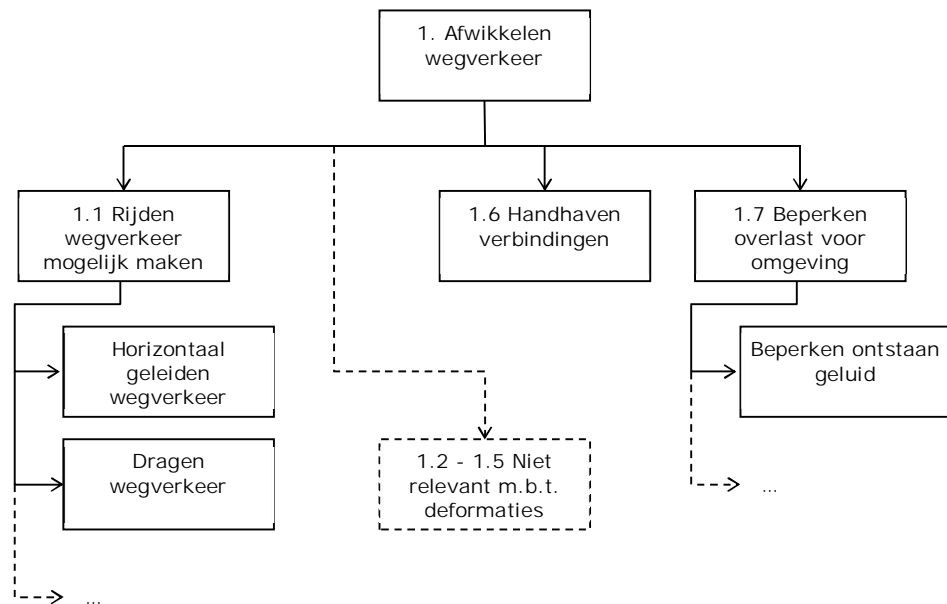 1. Afwikkelen
wegverkeer
1.1 Rijden
wegverkeer
mogelijk maken
1.6 Handhaven
verbindingen
1.7 Beperken
overlast voor
omgeving
Horizontaal
geleiden
wegverkeer
Beperken ontstaan
geluid
Dragen
wegverkeer
1.2 - 1.5 Niet
relevant m.b.t.
deformaties
...
...